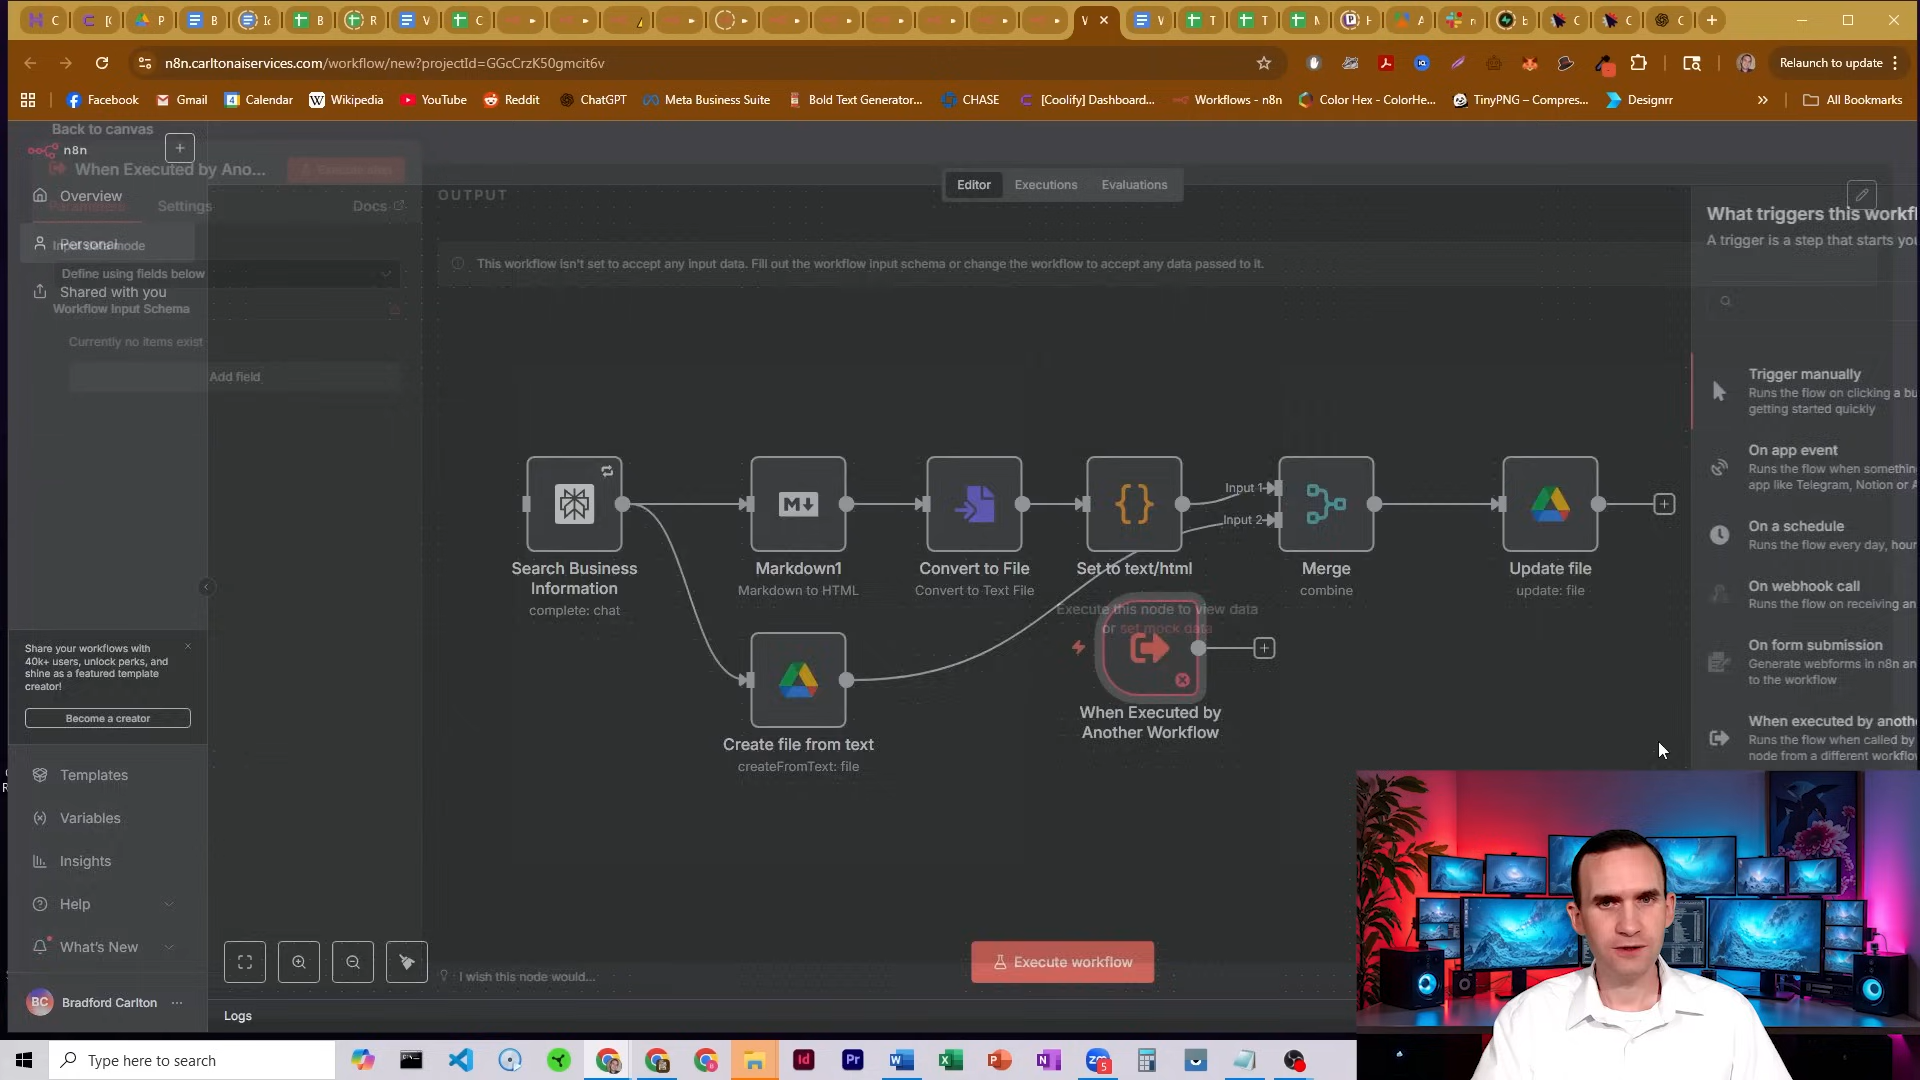 n8n.carltonaiservices.com/workflow/new?projectId=GGcCrzK50gmcit6v
Relaunch to update
Facebook
Gmail
Calendar
Wikipedia
YouTube
Reddit
ChatGPT
Meta Business Suite
Bold Text Generator...
CHASE
[Coolify] Dashboard...
Workflows - n8n
Color Hex - ColorHe...
TinyPNG – Compres...
Designrr
All Bookmarks
Back to canvas
n8n
When Executed by Ano...
Execute step
Overview
Parameters
Settings
Docs
OUTPUT
Editor
Executions
Evaluations
Personal
Input data mode
Define using fields below
Shared with you
Workflow Input Schema
Currently no items exist
Add field
This workflow isn't set to accept any input data. Fill out the workflow input schema or change the workflow to accept any data passed to it.
What triggers this workfl
A trigger is a step that starts you
Trigger manually
Runs the flow on clicking a bu
getting started quickly
On app event
Runs the flow when somethin
app like Telegram, Notion or A
On a schedule
Runs the flow every day, hour
On webhook call
Runs the flow on receiving an
On form submission
Generate webforms in n8n an
to the workflow
When executed by anoth
Runs the flow when called by
node from a different workflow
Search Business
Information
complete: chat
Markdown1
Markdown to HTML
Convert to File
Convert to Text File
Set to text/html
Input 1
Input 2
Merge
combine
Update file
update: file
Execute this node to view data
or set mock data
When Executed by
Another Workflow
Create file from text
createFromText: file
Share your workflows with
40k+ users, unlock perks, and
shine as a featured template
creator!
Become a creator
Templates
Variables
Insights
Help
What's New
BC
Bradford Carlton
I wish this node would...
Execute workflow
Logs
Type here to search